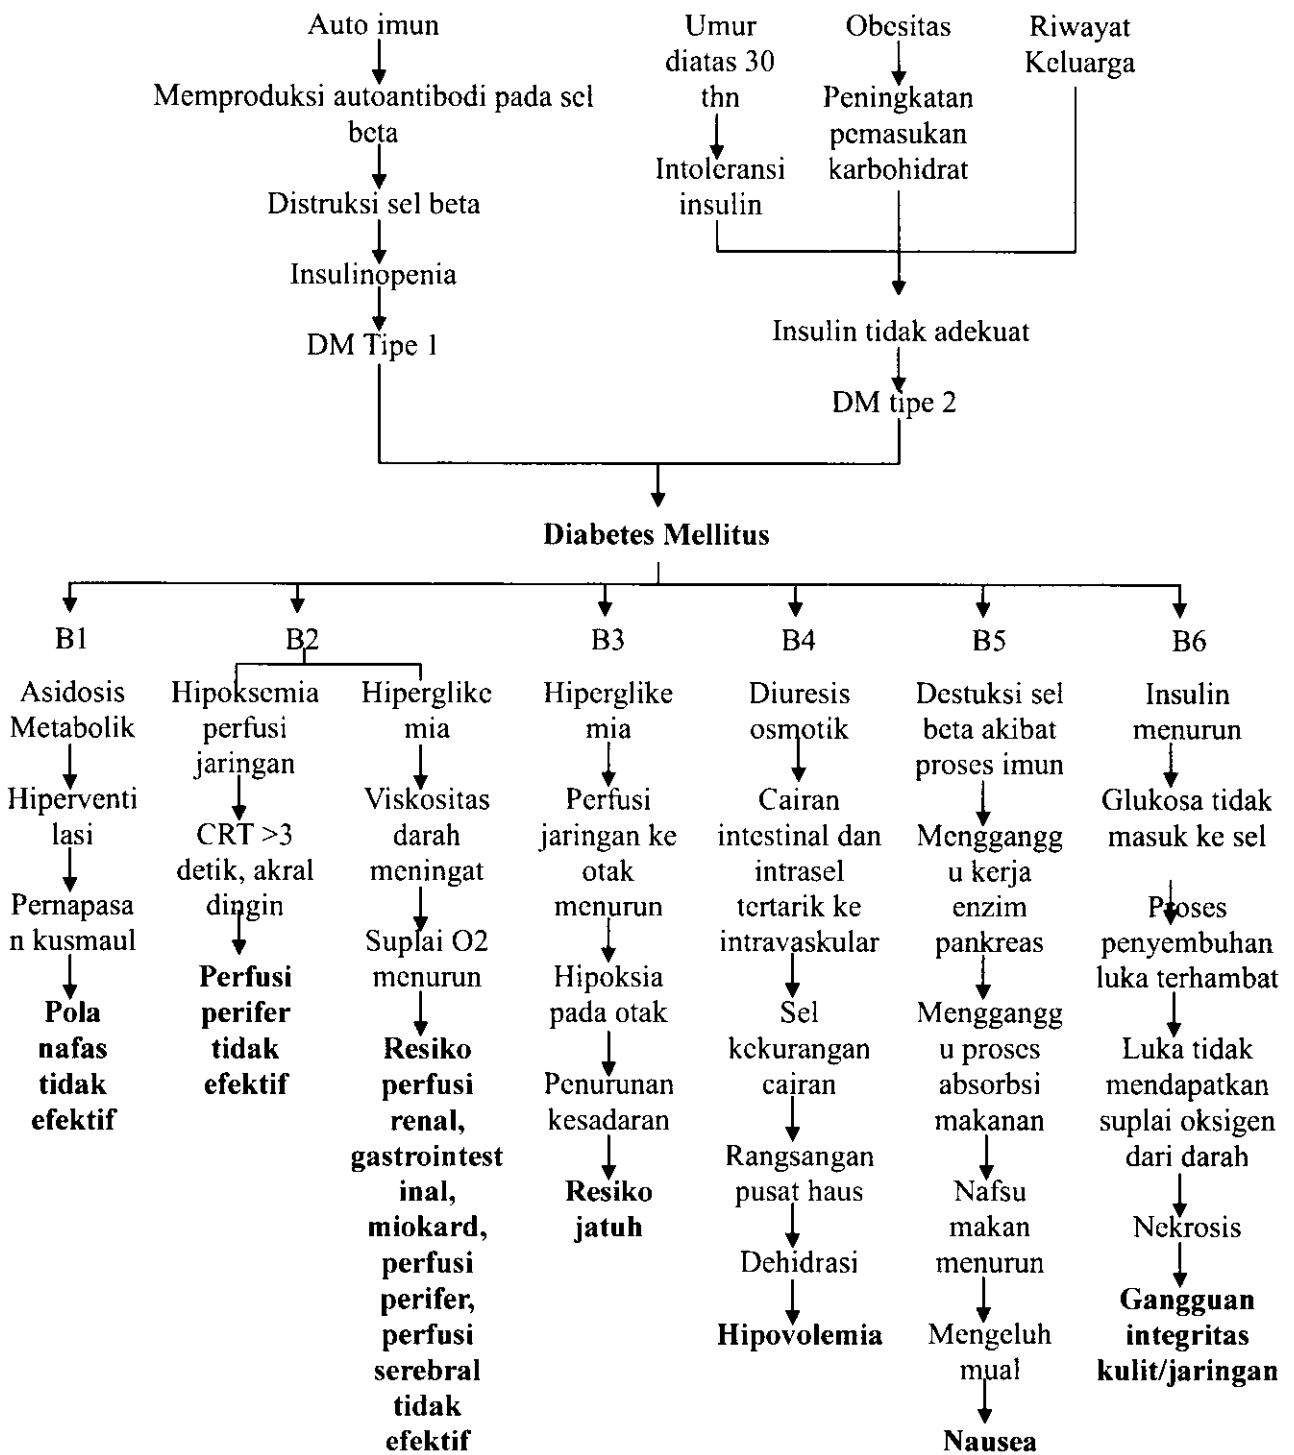 Auto imun
Memproduksi autoantibodi pada sel
beta
Distruksi sel beta
Insulinopenia
DM Tipe 1
Umur
diatas 30
thn
Intoleransi
insulin
Obesitas
Peningkatan
pemasukan
karbohidrat
Riwayat
Keluarga
Insulin tidak adekuat
DM tipe 2
Diabetes Mellitus
B1
Asidosis
Metabolik
Hiperventi
lasi
Pernapasa
n kusmaul
Pola
nafas
tidak
efektif
B2
Hipoksemia
perfusi
jaringan
CRT >3
detik, akral
dingin
Perfusi
perifer
tidak
efektif
Hiperglike
mia
Viskositas
darah
meningat
Suplai O2
menurun
Resiko
perfusi
renal,
gastrointest
inal,
miokard,
perfusi
perifer,
perfusi
serebral
tidak
efektif
B3
Hiperglike
mia
Perfusi
jaringan ke
otak
menurun
Hipoksia
pada otak
Penurunan
kesadaran
Resiko
jatuh
B4
Diuresis
osmotik
Cairan
intestinal dan
intrasel
tertarik ke
intravaskular
Sel
kekurangan
cairan
Rangsangan
pusat haus
Dehidrasi
Hipovolemia
B5
Destuksi sel
beta akibat
proses imun
Menggangg
u kerja
enzim
pankreas
Menggangg
u proses
absorbsi
makanan
Nafsu
makan
menurun
Mengeluh
mual
Nausea
B6
Insulin
menurun
Glukosa tidak
masuk ke sel
Proses
penyembuhan
luka terhambat
Luka tidak
mendapatkan
suplai oksigen
dari darah
Nekrosis
Gangguan
integritas
kulit/jaringan